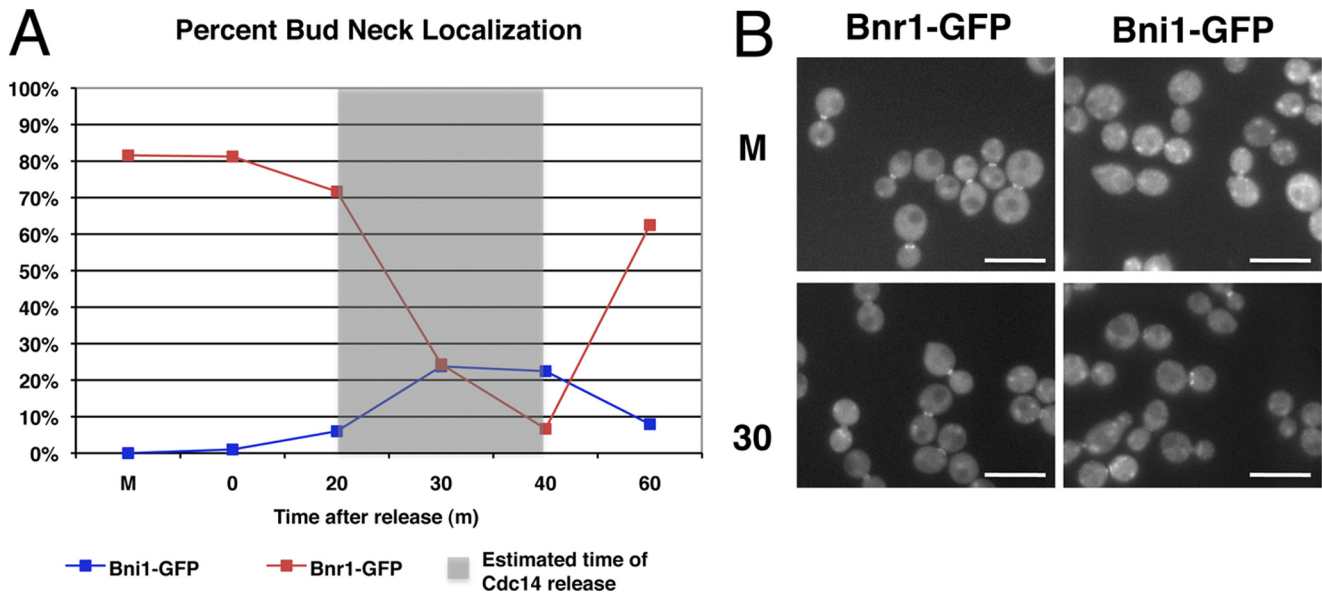 A
Percent Bud Neck Localization
100%
90%
80%
70%
60%
50%
40%
30%
20%
10%
0%
M 0 20 30 40 60
Time after release (m)
Bni1-GFP Bnr1-GFP Estimated time of
Cdc14 release
B
Bnr1-GFP Bni1-GFP
M
30